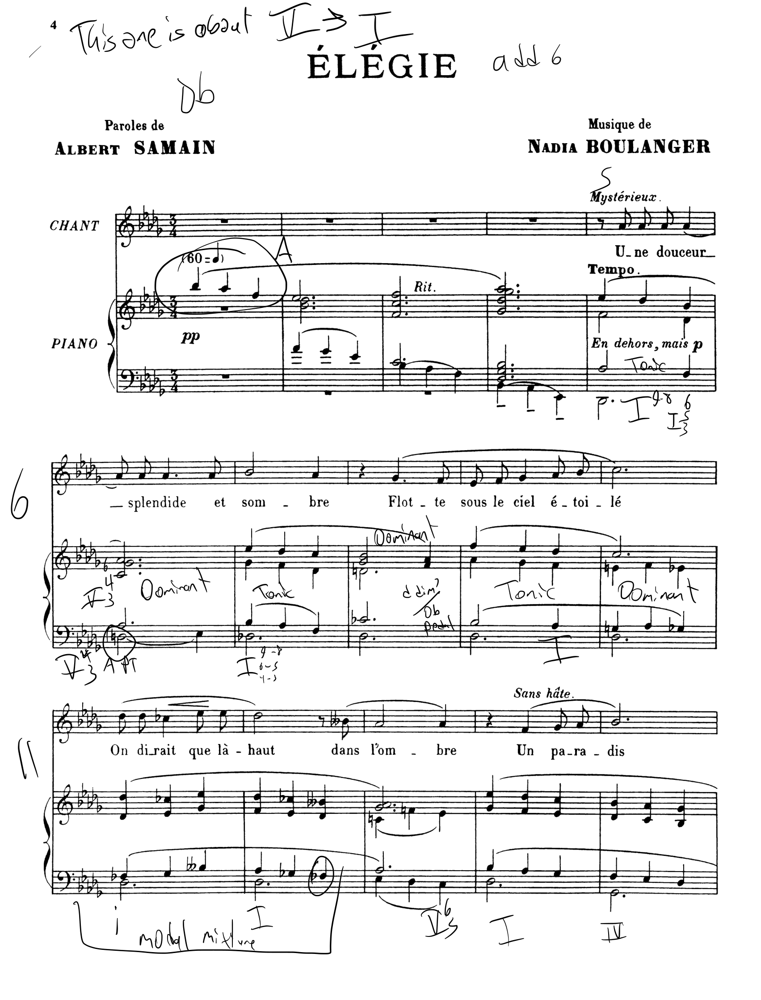 4
This one is about V → I
ÉLÉGIE
add 6
Db
Paroles de
ALBERT SAMAIN
Musique de
NADIA BOULANGER
5
Mystérieux.
CHANT
U_ne douceur_
(60 = ♩)
A
Tempo.
Rit.
PIANO
pp
En dehors, mais p
Tonic
I 9-8
I 6 5 3
6
_ splendide et som - bre Flot - te sous le ciel é - toi - lé
Dominant
V 6 4 3
Dominant
Tonic
d dim7 / Db pedal
Tonic
Dominant
V 4 3
APT
I 9-8 6-5 4-3
I
Sans hâte.
11
On di_rait que là - haut dans l'om - bre Un pa - ra - dis
i
I
V 6 5
I
IV
modal mixture